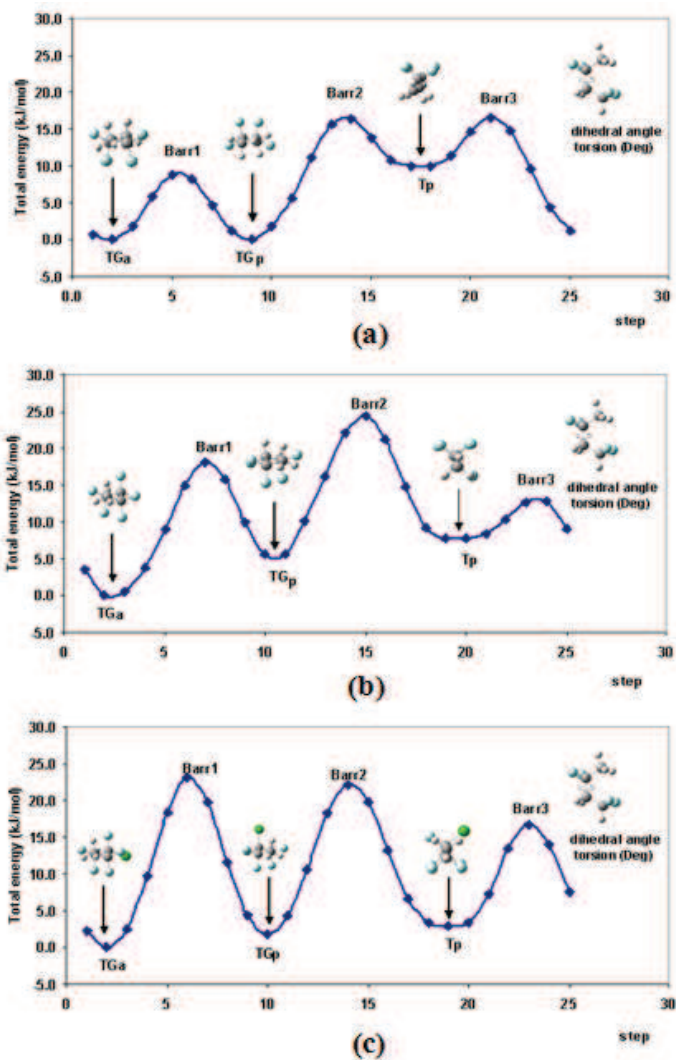 Total energy (kJ/mol)
30.0
25.0
20.0
15.0
10.0
5.0
0.0
-5.0
Barr1
Barr2
Barr3
TGa
TGp
Tp
dihedral angle
torsion (Deg)
0.0 5 10 15 20 25 30
step
(a)
Total energy (kJ/mol)
30.0
25.0
20.0
15.0
10.0
5.0
0.0
-5.0
Barr1
Barr2
Barr3
TGa
TGp
Tp
dihedral angle
torsion (Deg)
0 5 10 15 20 25 30
step
(b)
Total energy (kJ/mol)
30.0
25.0
20.0
15.0
10.0
5.0
0.0
-5.0
Barr1
Barr2
Barr3
TGa
TGp
Tp
dihedral angle
torsion (Deg)
0 5 10 15 20 25 30
step
(c)